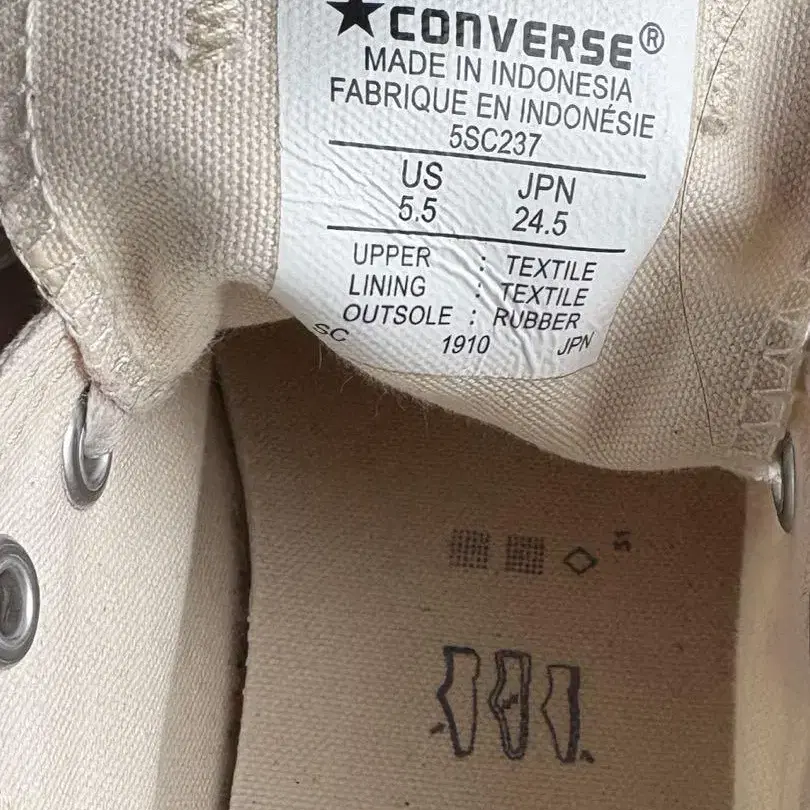 ★CONVERSE®
MADE IN INDONESIA
FABRIQUE EN INDONÉSIE
5SC237
US JPN
5.5 24.5
UPPER : TEXTILE
LINING : TEXTILE
OUTSOLE : RUBBER
SC 1910 JPN